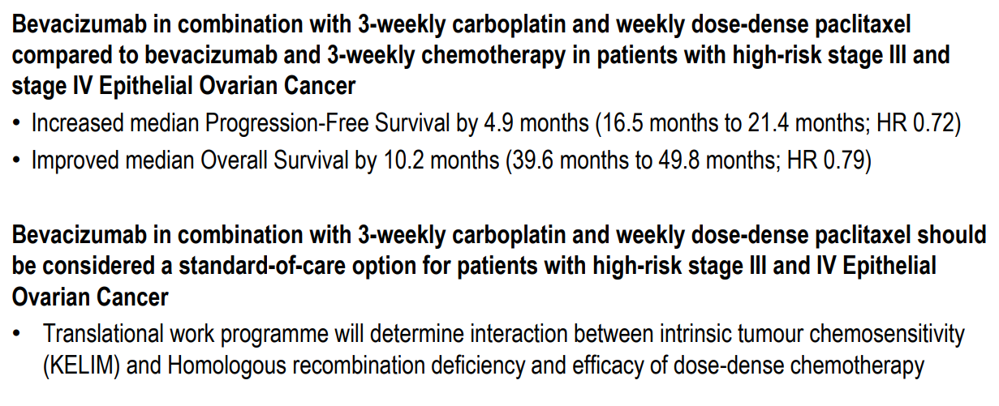 Bevacizumab in combination with 3-weekly carboplatin and weekly dose-dense paclitaxel
compared to bevacizumab and 3-weekly chemotherapy in patients with high-risk stage III and
stage IV Epithelial Ovarian Cancer
• Increased median Progression-Free Survival by 4.9 months (16.5 months to 21.4 months; HR 0.72)
• Improved median Overall Survival by 10.2 months (39.6 months to 49.8 months; HR 0.79)
Bevacizumab in combination with 3-weekly carboplatin and weekly dose-dense paclitaxel should
be considered a standard-of-care option for patients with high-risk stage III and IV Epithelial
Ovarian Cancer
• Translational work programme will determine interaction between intrinsic tumour chemosensitivity
(KELIM) and Homologous recombination deficiency and efficacy of dose-dense chemotherapy